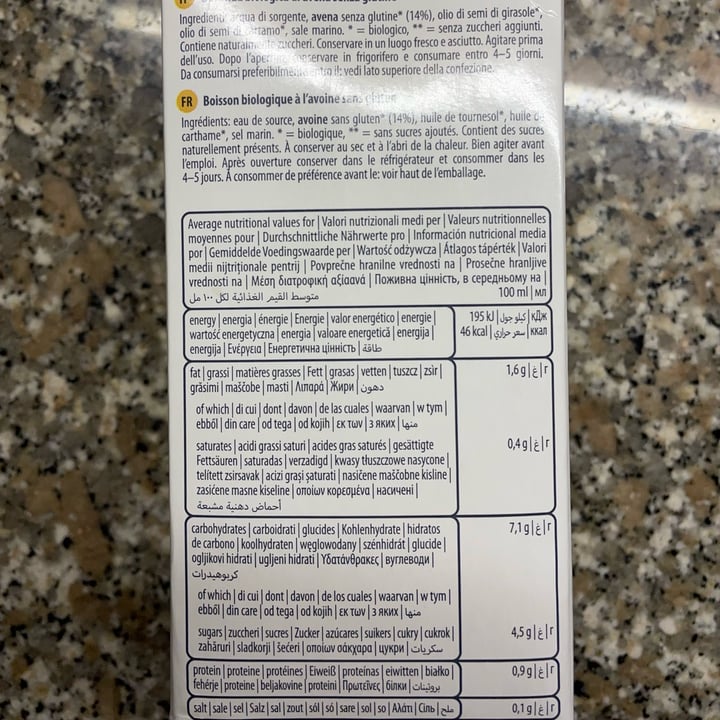 Ingredienti: acqua di sorgente, avena senza glutine* (14%), olio di semi di girasole*,
olio di semi di cartamo*, sale marino. * = biologico, ** = senza zuccheri aggiunti.
Contiene naturalmente zuccheri. Conservare in un luogo fresco e asciutto. Agitare prima
dell'uso. Dopo l'apertura conservare in frigorifero e consumare entro 4–5 giorni.
Da consumarsi preferibilmente entro il: vedi lato superiore della confezione.
FR Boisson biologique à l'avoine sans gluten
Ingrédients: eau de source, avoine sans gluten* (14%), huile de tournesol*, huile de
carthame*, sel marin. * = biologique, ** = sans sucres ajoutés. Contient des sucres
naturellement présents. À conserver au sec et à l'abri de la chaleur. Bien agiter avant
l'emploi. Après ouverture conserver dans le réfrigérateur et consommer dans les
4–5 jours. À consommer de préférence avant le: voir haut de l'emballage.
Average nutritional values for | Valori nutrizionali medi per | Valeurs nutritionnelles
moyennes pour | Durchschnittliche Nährwerte pro | Información nutricional media
por | Gemiddelde Voedingswaarde per | Wartość odżywcza | Átlagos tápérték | Valori
medii nijtriționale pentrij | Povprečne hranilne vrednosti na | Prosečne hranljive
vrednosti na | Μέση διατροφική αξίαανά | Поживна цінність, в середньому на |
متوسط القيم الغذائية لكل ١٠٠ مل 100 ml | мл
energy | energia | énergie | Energie | valor energético | energie |
wartość energetyczna | energia | valoare energetică | energija |
energija | Ενέργεια | Енергетична цінність | طاقة
195 kJ | كيلو جول | кДж
46 kcal | سعر حراري | ккал
fat | grassi | matières grasses | Fett | grasas | vetten | tuszcz | zsír |
grăsimi | maščobe | masti | Λιπαρά | Жири | دهون
1,6 g | غ | г
of which | di cui | dont | davon | de las cuales | waarvan | w tym |
ebből | din care | od tega | od kojih | εκ των | з яких | منها
saturates | acidi grassi saturi | acides gras saturés | gesättigte
Fettsäuren | saturadas | verzadigd | kwasy tłuszczowe nasycone |
telített zsírsavak | acizi grași șaturati | nasičene maščobne kisline |
zasićene masne kiseline | οποίων κορεσμένα | насичені |
أحماض دهنية مشبعة
0,4 g | غ | г
carbohydrates | carboidrati | glucides | Kohlenhydrate | hidratos
de carbono | koolhydraten | węglowodany | szénhidrát | glucide |
ogljikovi hidrati | ugljeni hidrati | Υδατάνθρακες | вуглеводи |
كربوهيدرات
7,1 g | غ | г
of which | di cui | dont | davon | de los cuales | waarvan | w tym |
ebből | din care | od tega | od kojih | εκ των | з яких | منها
sugars | zuccheri | sucres | Zucker | azúcares | suikers | cukry | cukrok |
zaharuri | sladkorji | šećeri | οποίων σάκχαρα | цукри | سكريات
4,5 g | غ | г
protein | proteine | protéines | Eiweiß | proteínas | eiwitten | białko |
fehérje | proteine | beljakovine | proteini | Πρωτεΐνες | білки | بروتينات
0,9 g | غ | г
salt | sale | sel | Salz | sal | zout | sól | só | sare | sol | so | Αλάτι | Сіль | ملح
0,1 g | غ | г